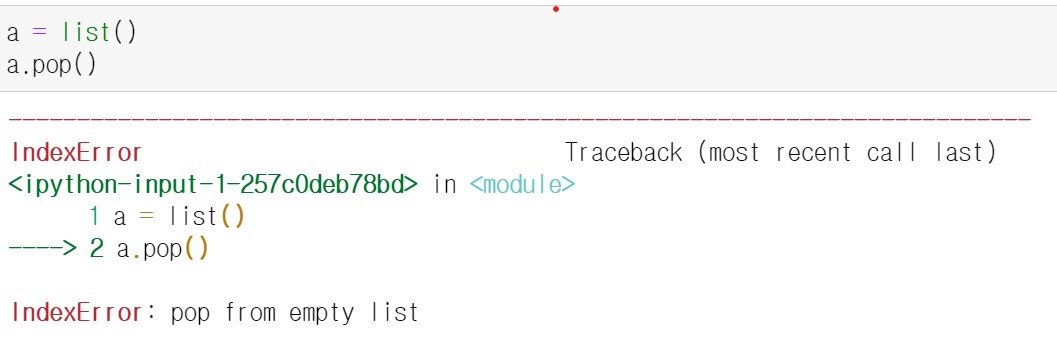 a = list()
a.pop()
---------------------------------------------------------------------------
IndexError                                Traceback (most recent call last)
<ipython-input-1-257c0deb78bd> in <module>
      1 a = list()
----> 2 a.pop()
IndexError: pop from empty list